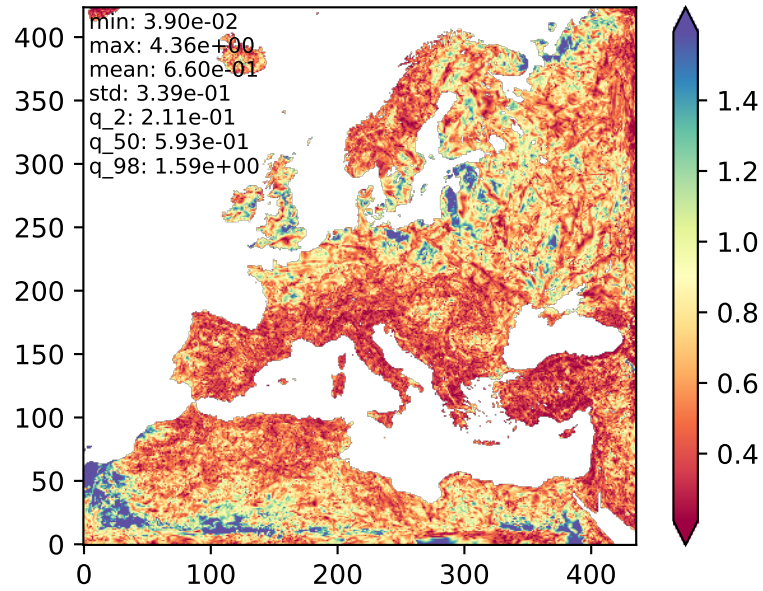 min: 3.90e-02
max: 4.36e+00
mean: 6.60e-01
std: 3.39e-01
q_2: 2.11e-01
q_50: 5.93e-01
q_98: 1.59e+00
400
350
300
250
200
150
100
50
0
0 100 200 300 400
1.4
1.2
1.0
0.8
0.6
0.4